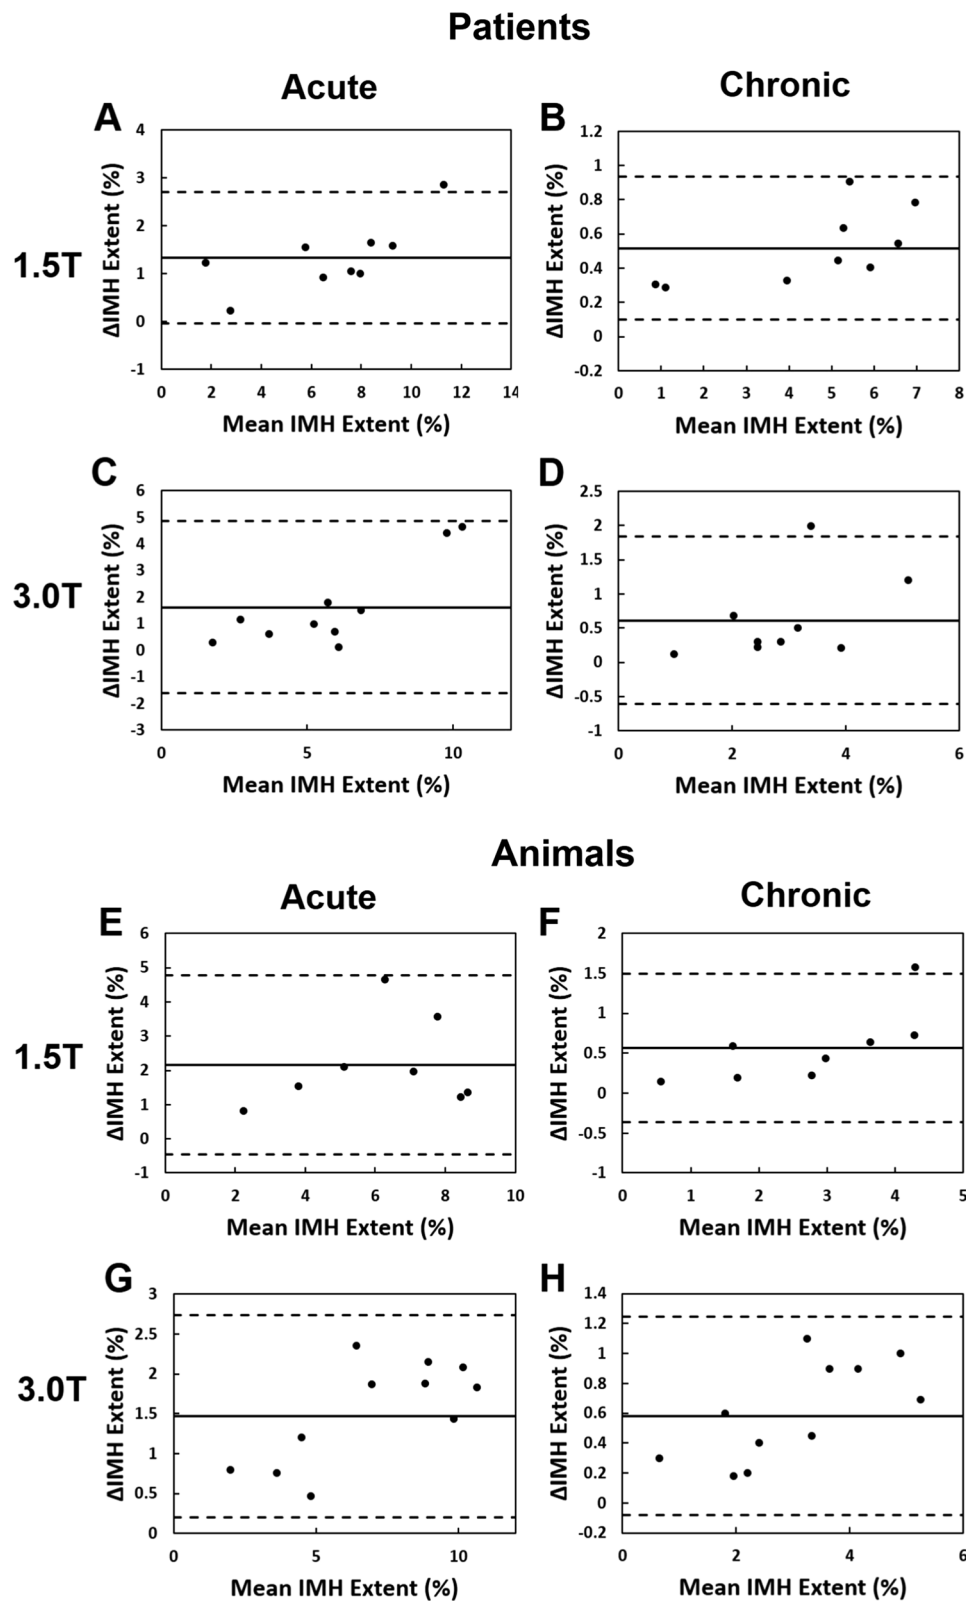 Patients
Acute
Chronic
1.5T
A
ΔIMH Extent (%)
4
3
2
1
0
-1
2 4 6 8 10 12 14
Mean IMH Extent (%)
B
ΔIMH Extent (%)
1.2
1
0.8
0.6
0.4
0.2
0
-0.2
0 1 2 3 4 5 6 7 8
Mean IMH Extent (%)
3.0T
C
ΔIMH Extent (%)
6
5
4
3
2
1
0
-1
-2
-3
0 5 10
Mean IMH Extent (%)
D
ΔIMH Extent (%)
2.5
2
1.5
1
0.5
0
-0.5
-1
0 2 4 6
Mean IMH Extent (%)
Animals
Acute
Chronic
1.5T
E
ΔIMH Extent (%)
6
5
4
3
2
1
0
-1
0 2 4 6 8 10
Mean IMH Extent (%)
F
ΔIMH Extent (%)
2
1.5
1
0.5
0
-0.5
-1
0 1 2 3 4 5
Mean IMH Extent (%)
3.0T
G
ΔIMH Extent (%)
3
2.5
2
1.5
1
0.5
0
0 5 10
Mean IMH Extent (%)
H
ΔIMH Extent (%)
1.4
1.2
1
0.8
0.6
0.4
0.2
0
-0.2
0 2 4 6
Mean IMH Extent (%)